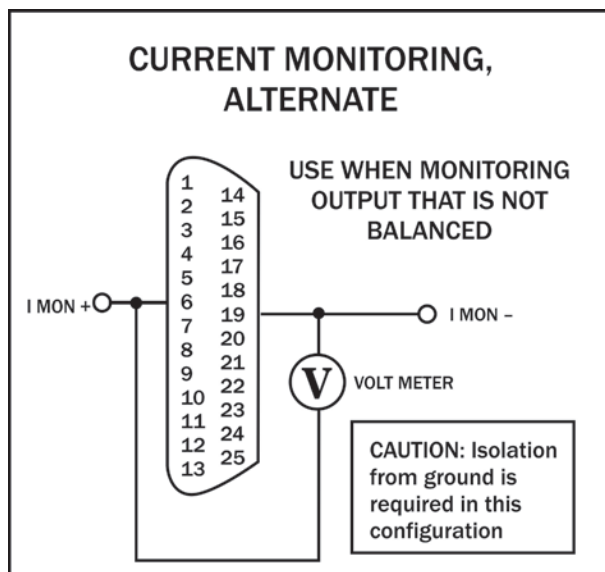 CURRENT MONITORING,
ALTERNATE
USE WHEN MONITORING
OUTPUT THAT IS NOT
BALANCED
1
2
3
4
5
6
7
8
9
10
11
12
13
14
15
16
17
18
19
20
21
22
23
24
25
I MON +
I MON –
V
VOLT METER
CAUTION: Isolation
from ground is
required in this
configuration